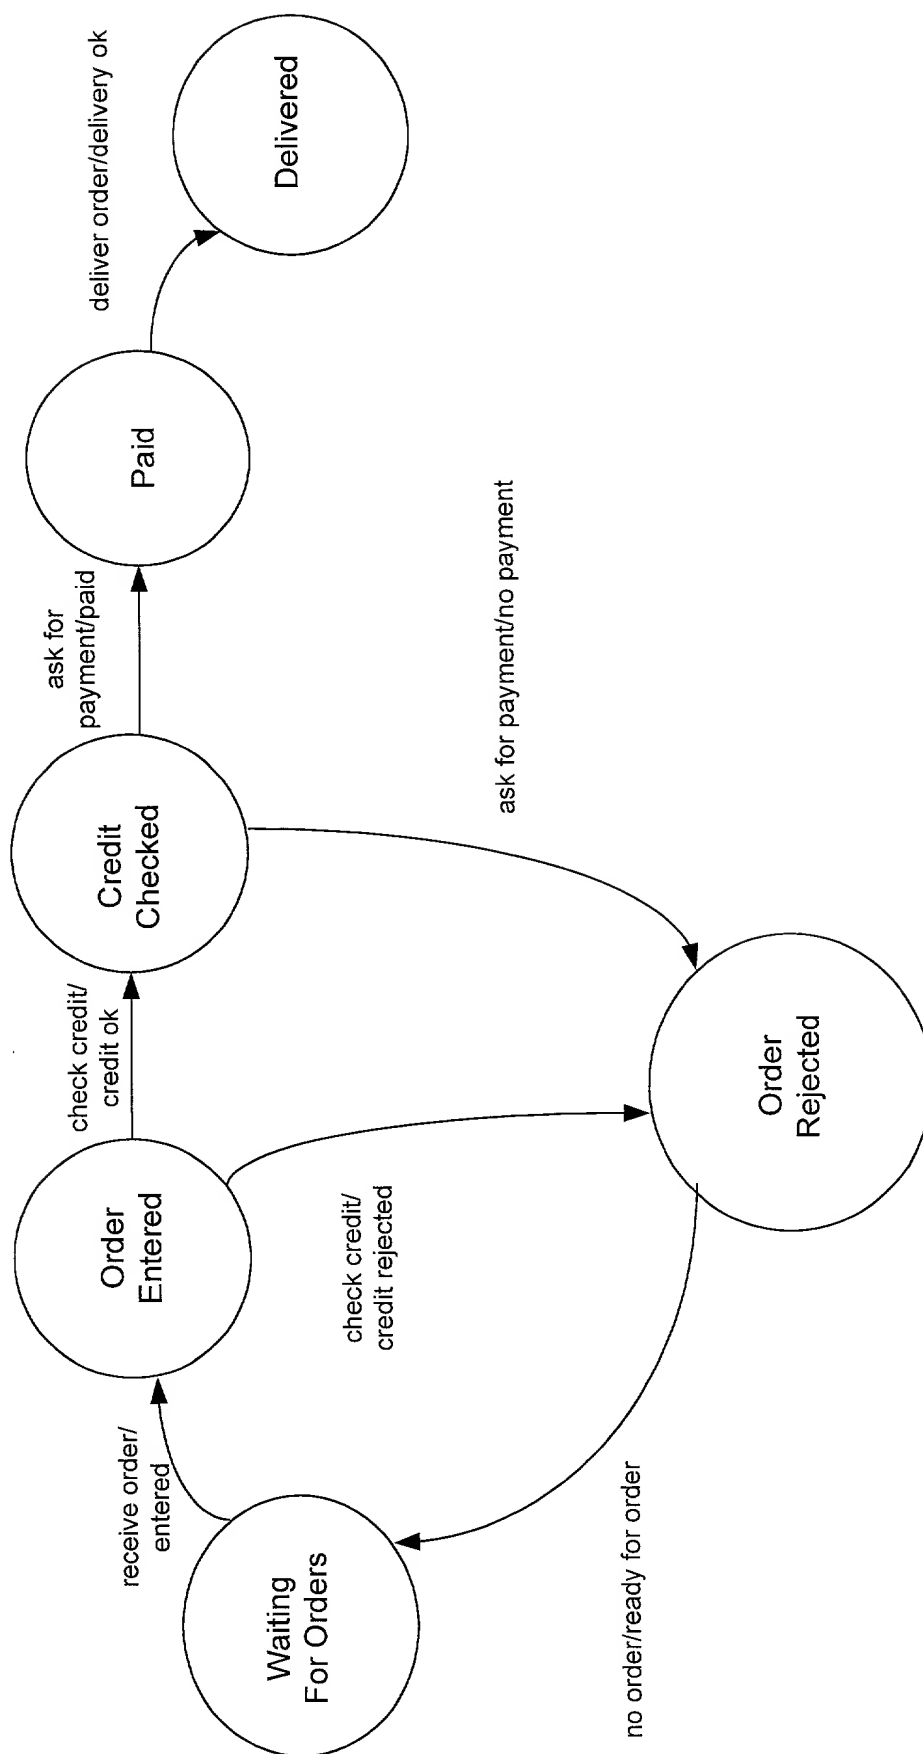 Waiting
For Orders
receive order/
entered
Order
Entered
check credit/
credit ok
Credit
Checked
ask for
payment/paid
Paid
deliver order/delivery ok
Delivered
check credit/
credit rejected
ask for payment/no payment
Order
Rejected
no order/ready for order